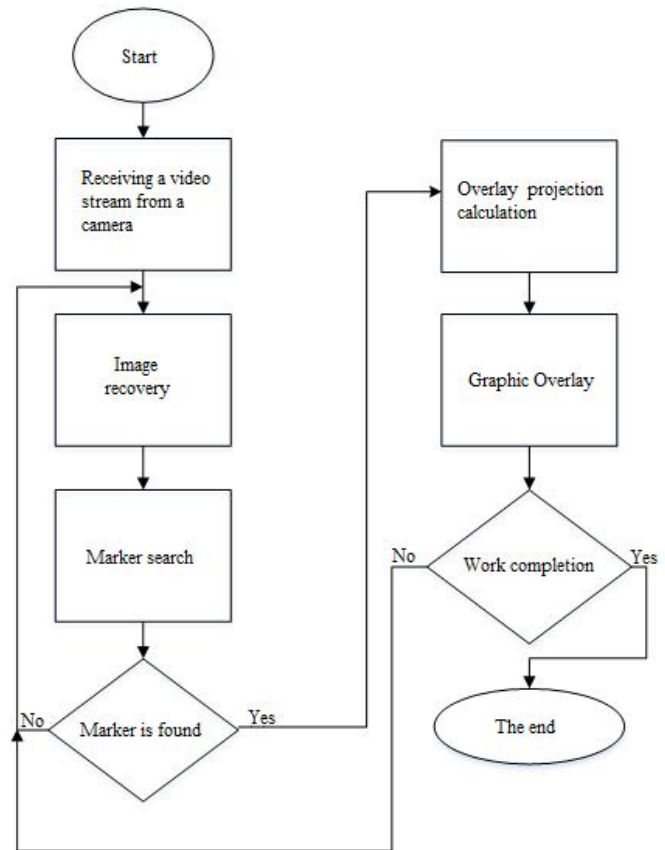 Start
Receiving a video
stream from a
camera
Image
recovery
Marker search
Marker is found
No
Yes
Overlay projection
calculation
Graphic Overlay
Work completion
No
Yes
The end